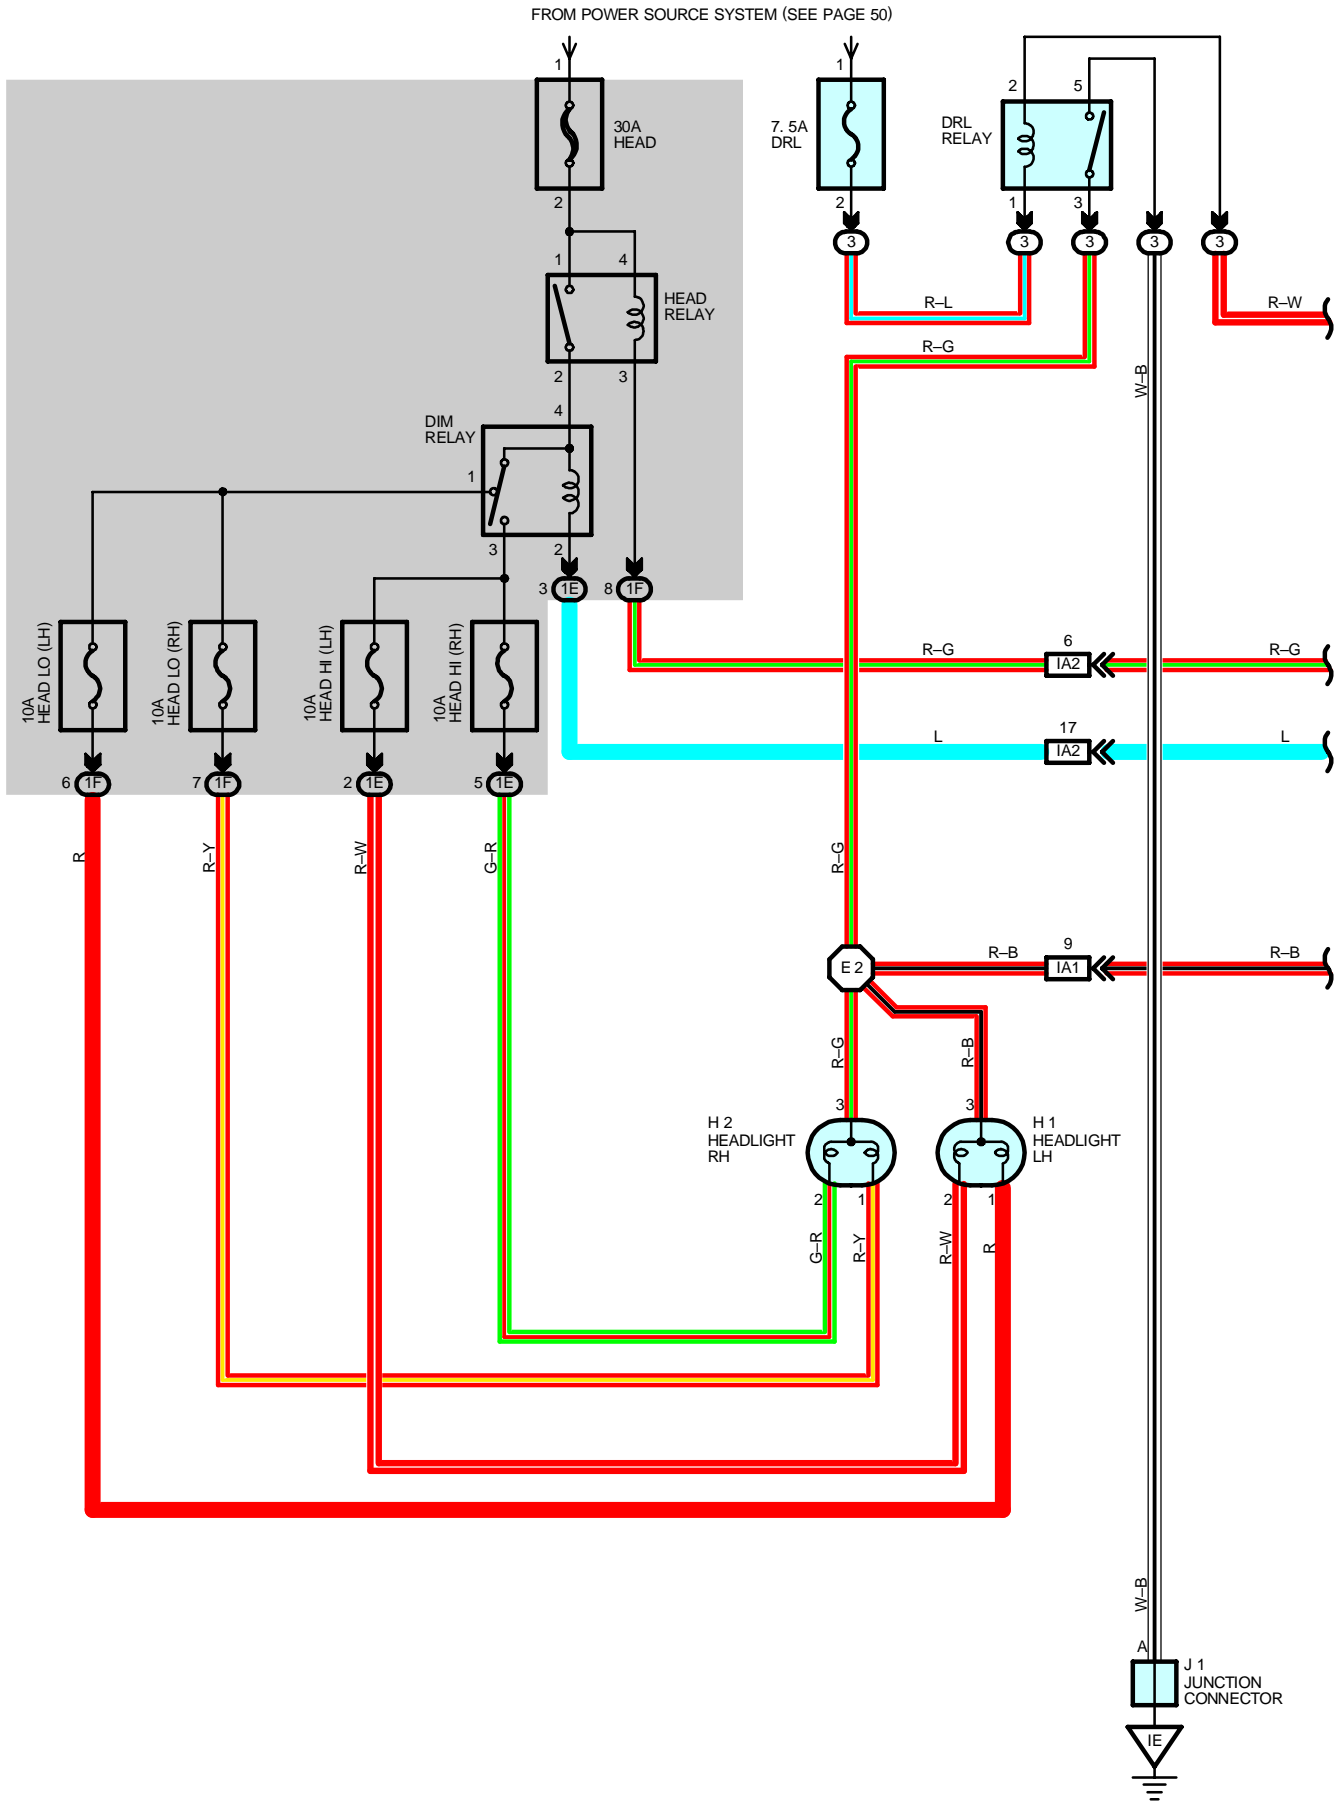 FROM POWER SOURCE SYSTEM (SEE PAGE 50)
1
1
2
5
30A
HEAD
7. 5A
DRL
DRL
RELAY
2
2
1
3
3
3
3
3
3
1
4
HEAD
RELAY
R–L
R–W
R–G
W–B
2
3
4
DIM
RELAY
1
3
2
3
1E
8
1F
10A
HEAD LO (LH)
10A
HEAD LO (RH)
10A
HEAD HI (LH)
10A
HEAD HI (RH)
R–G
6
IA2
R–G
L
17
IA2
L
6
1F
7
1F
2
1E
5
1E
R
R–Y
R–W
G–R
R–G
E 2
R–B
9
IA1
R–B
R–G
R–B
3
3
H 2
HEADLIGHT
RH
H 1
HEADLIGHT
LH
2
1
2
1
G–R
R–Y
R–W
R
W–B
A
J 1
JUNCTION
CONNECTOR
IE